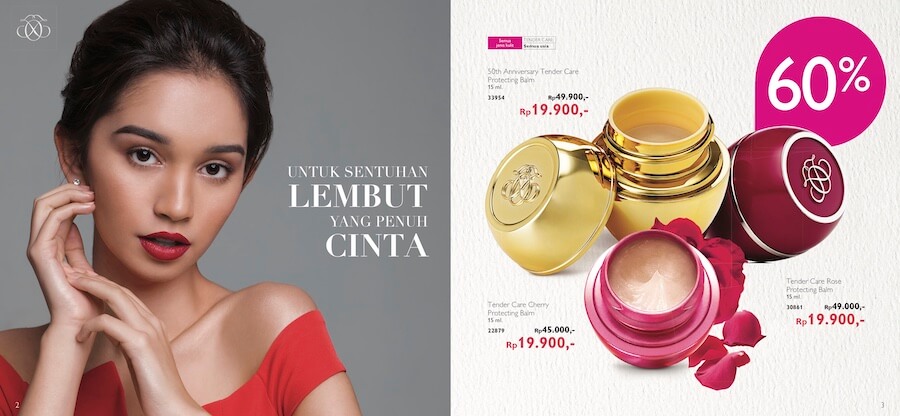 UNTUK SENTUHAN
LEMBUT
YANG PENUH
CINTA
2
Semua
jenis kulit
TENDER CARE
Semua usia
60%
50th Anniversary Tender Care
Protecting Balm
15 ml.
33954
Rp49.900,-
Rp19.900,-
Tender Care Cherry
Protecting Balm
15 ml.
22879
Rp45.000,-
Rp19.900,-
Tender Care Rose
Protecting Balm
15 ml.
30861
Rp49.000,-
Rp19.900,-
3